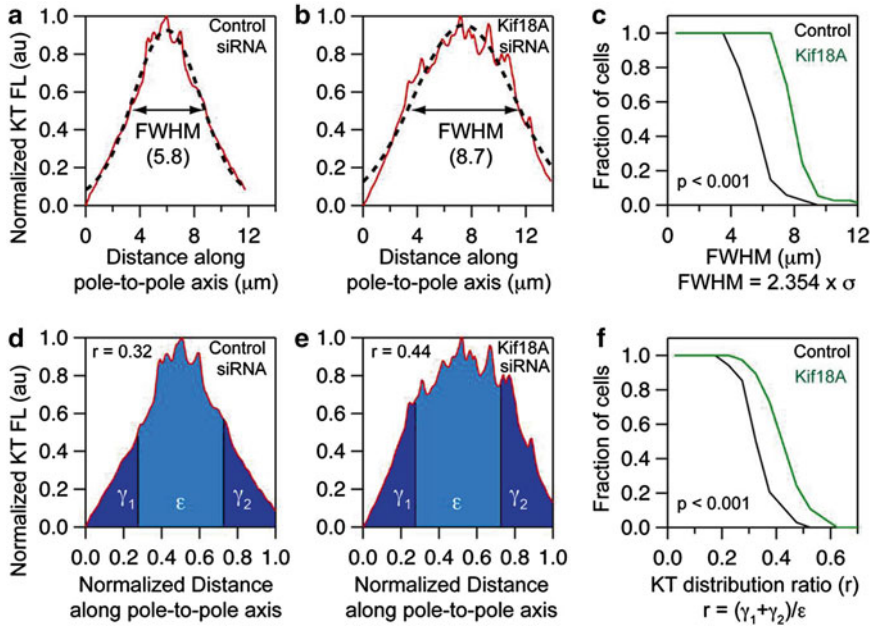 a
Control
siRNA
Normalized KT FL (au)
1.0
0.8
0.6
0.4
0.2
0.0
FWHM
(5.8)
0 4 8 12
Distance along
pole-to-pole axis (μm)
b
Kif18A
siRNA
1.0
0.8
0.6
0.4
0.2
0.0
FWHM
(8.7)
0 4 8 12
Distance along
pole-to-pole axis (μm)
c
Control
Kif18A
Fraction of cells
1.0
0.8
0.6
0.4
0.2
0.0
p < 0.001
0 4 8 12
FWHM (μm)
FWHM = 2.354 x σ
d
r = 0.32
Control
siRNA
Normalized KT FL (au)
1.0
0.8
0.6
0.4
0.2
0.0
γ1 ε γ2
0.0 0.2 0.4 0.6 0.8 1.0
Normalized Distance
along pole-to-pole axis
e
r = 0.44
Kif18A
siRNA
1.0
0.8
0.6
0.4
0.2
0.0
γ1 ε γ2
0.0 0.2 0.4 0.6 0.8 1.0
Normalized Distance
along pole-to-pole axis
f
Control
Kif18A
Fraction of cells
1.0
0.8
0.6
0.4
0.2
0.0
p < 0.001
0.0 0.2 0.4 0.6
KT distribution ratio (r)
r = (γ1+γ2)/ε